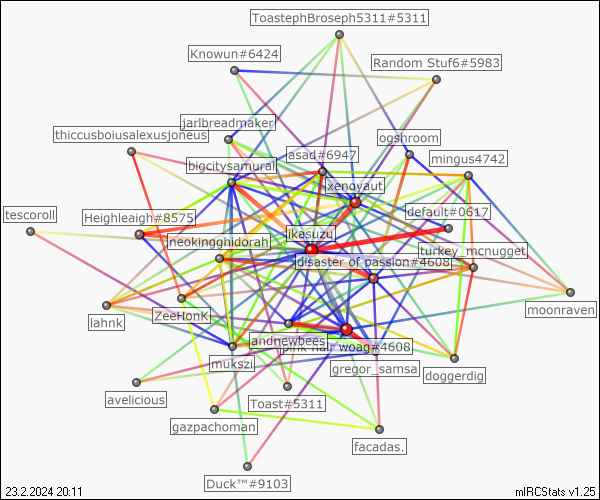 ToastephBroseph5311#5311
Knowun#6424
Random Stuf6#5983
jarlbreadmaker
thiccusboiusalexusjoneus
ogshroom
asad#6947
mingus4742
bigcitysamurai
xenoyaut
default#0617
tescoroll
Heighleaigh#8575
ikasuzu
neokingghidorah
turkey_mcnugget
disaster of passion#4608
lahnk
ZeeHonK
moonraven
andnewbees
pink hair woag#4608
mukszi
gregor_samsa
doggerdig
avelicious
Toast#5311
gazpachoman
facadas.
Duck™#9103
23.2.2024 20:11
mIRCStats v1.25